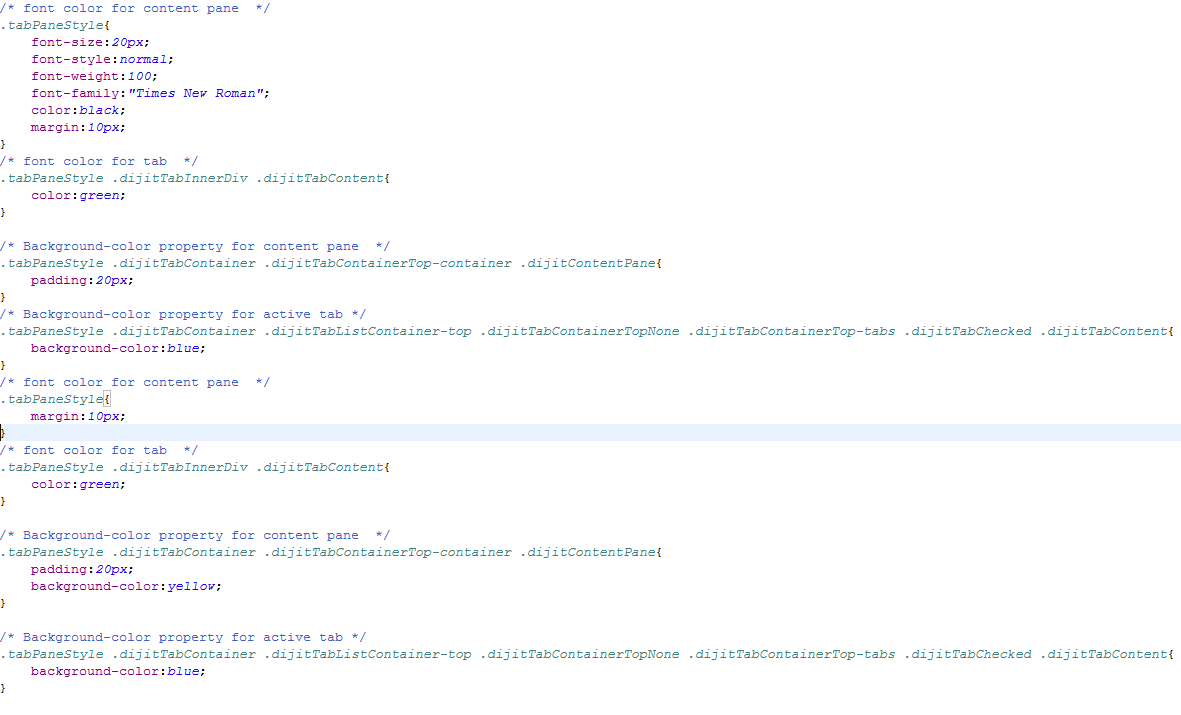 /* font color for content pane  */
.tabPaneStyle{
    font-size:20px;
    font-style:normal;
    font-weight:100;
    font-family:"Times New Roman";
    color:black;
    margin:10px;
}
/* font color for tab  */
.tabPaneStyle .dijitTabInnerDiv .dijitTabContent{
    color:green;
}

/* Background-color property for content pane  */
.tabPaneStyle .dijitTabContainer .dijitTabContainerTop-container .dijitContentPane{
    padding:20px;
}
/* Background-color property for active tab */
.tabPaneStyle .dijitTabContainer .dijitTabListContainer-top .dijitTabContainerTopNone .dijitTabContainerTop-tabs .dijitTabChecked .dijitTabContent{
    background-color:blue;
}
/* font color for content pane  */
.tabPaneStyle{
    margin:10px;
}
/* font color for tab  */
.tabPaneStyle .dijitTabInnerDiv .dijitTabContent{
    color:green;
}

/* Background-color property for content pane  */
.tabPaneStyle .dijitTabContainer .dijitTabContainerTop-container .dijitContentPane{
    padding:20px;
    background-color:yellow;
}

/* Background-color property for active tab */
.tabPaneStyle .dijitTabContainer .dijitTabListContainer-top .dijitTabContainerTopNone .dijitTabContainerTop-tabs .dijitTabChecked .dijitTabContent{
    background-color:blue;
}